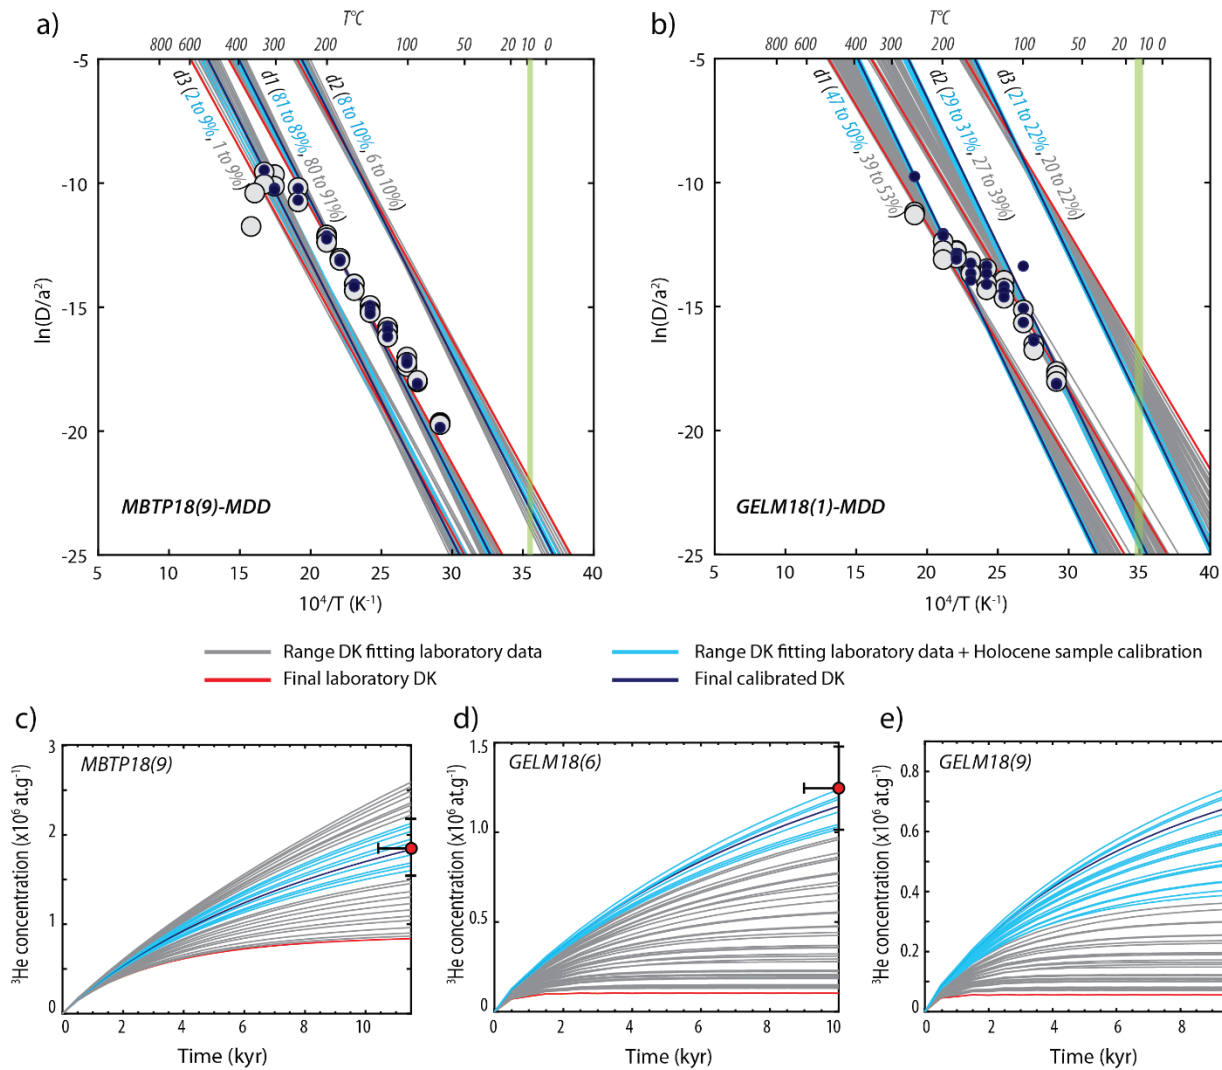 a)
T°C
800 600 400 300 200 100 50 20 10 0
-5
-10
-15
-20
-25
ln(D/a²)
d3 (2 to 9%, 1 to 9%)
d1 (81 to 89%, 80 to 91%)
d2 (8 to 10%, 6 to 10%)
MBTP18(9)-MDD
5 10 15 20 25 30 35 40
10⁴/T (K⁻¹)
b)
T°C
800 600 400 300 200 100 50 20 10 0
-5
-10
-15
-20
-25
ln(D/a²)
d1 (47 to 50%, 39 to 53%)
d2 (29 to 31%, 27 to 39%)
d3 (21 to 22%, 20 to 22%)
GELM18(1)-MDD
5 10 15 20 25 30 35 40
10⁴/T (K⁻¹)
Range DK fitting laboratory data
Range DK fitting laboratory data + Holocene sample calibration
Final laboratory DK
Final calibrated DK
c)
MBTP18(9)
3
2
1
0
³He concentration (x10⁶ at.g⁻¹)
0 2 4 6 8 10
Time (kyr)
d)
GELM18(6)
1.5
1.0
0.5
0
³He concentration (x10⁶ at.g⁻¹)
0 2 4 6 8 10
Time (kyr)
e)
GELM18(9)
0.8
0.6
0.4
0.2
0
³He concentration (x10⁶ at.g⁻¹)
0 2 4 6 8
Time (kyr)